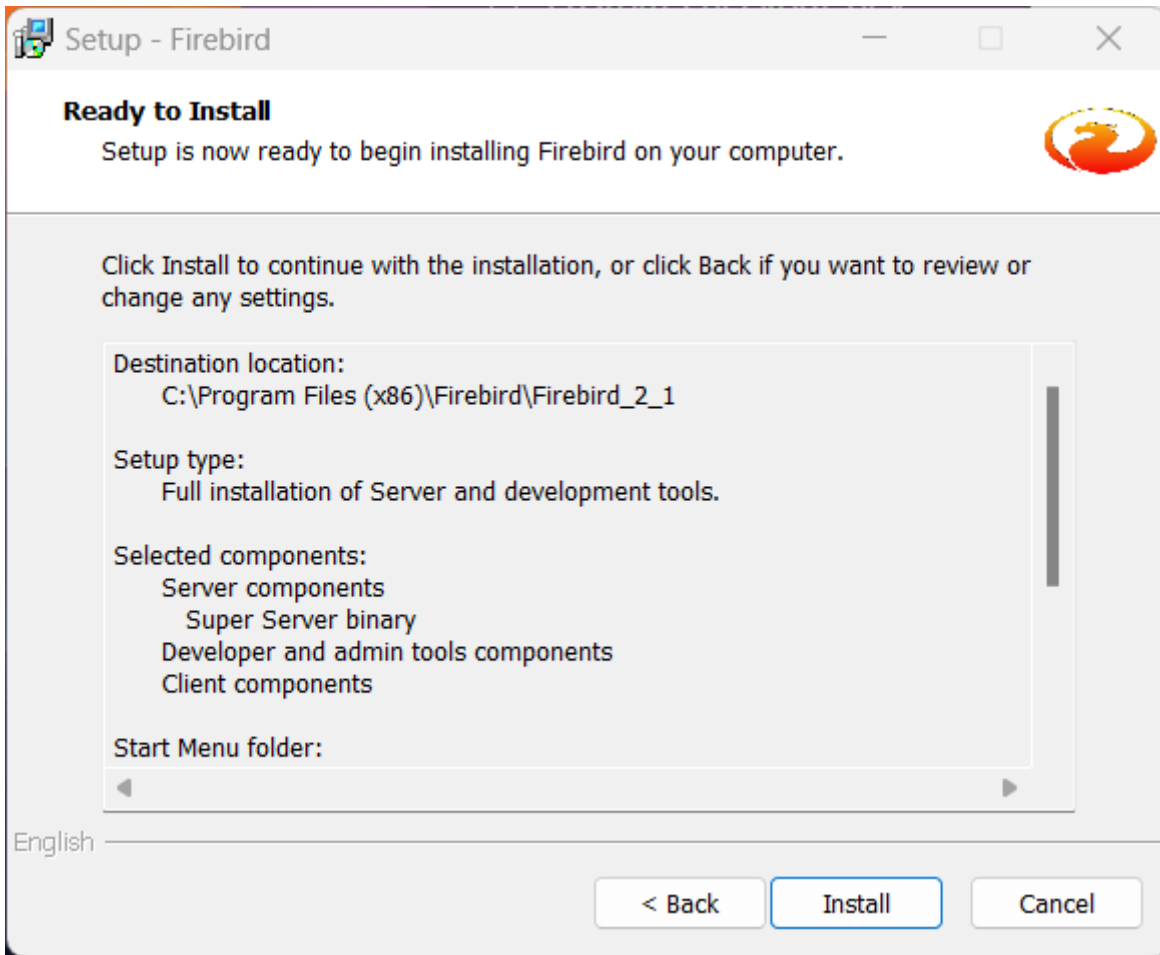 Setup - Firebird
Ready to Install
Setup is now ready to begin installing Firebird on your computer.
Click Install to continue with the installation, or click Back if you want to review or
change any settings.
Destination location:
C:\Program Files (x86)\Firebird\Firebird_2_1
Setup type:
Full installation of Server and development tools.
Selected components:
Server components
Super Server binary
Developer and admin tools components
Client components
Start Menu folder:
English
< Back
Install
Cancel